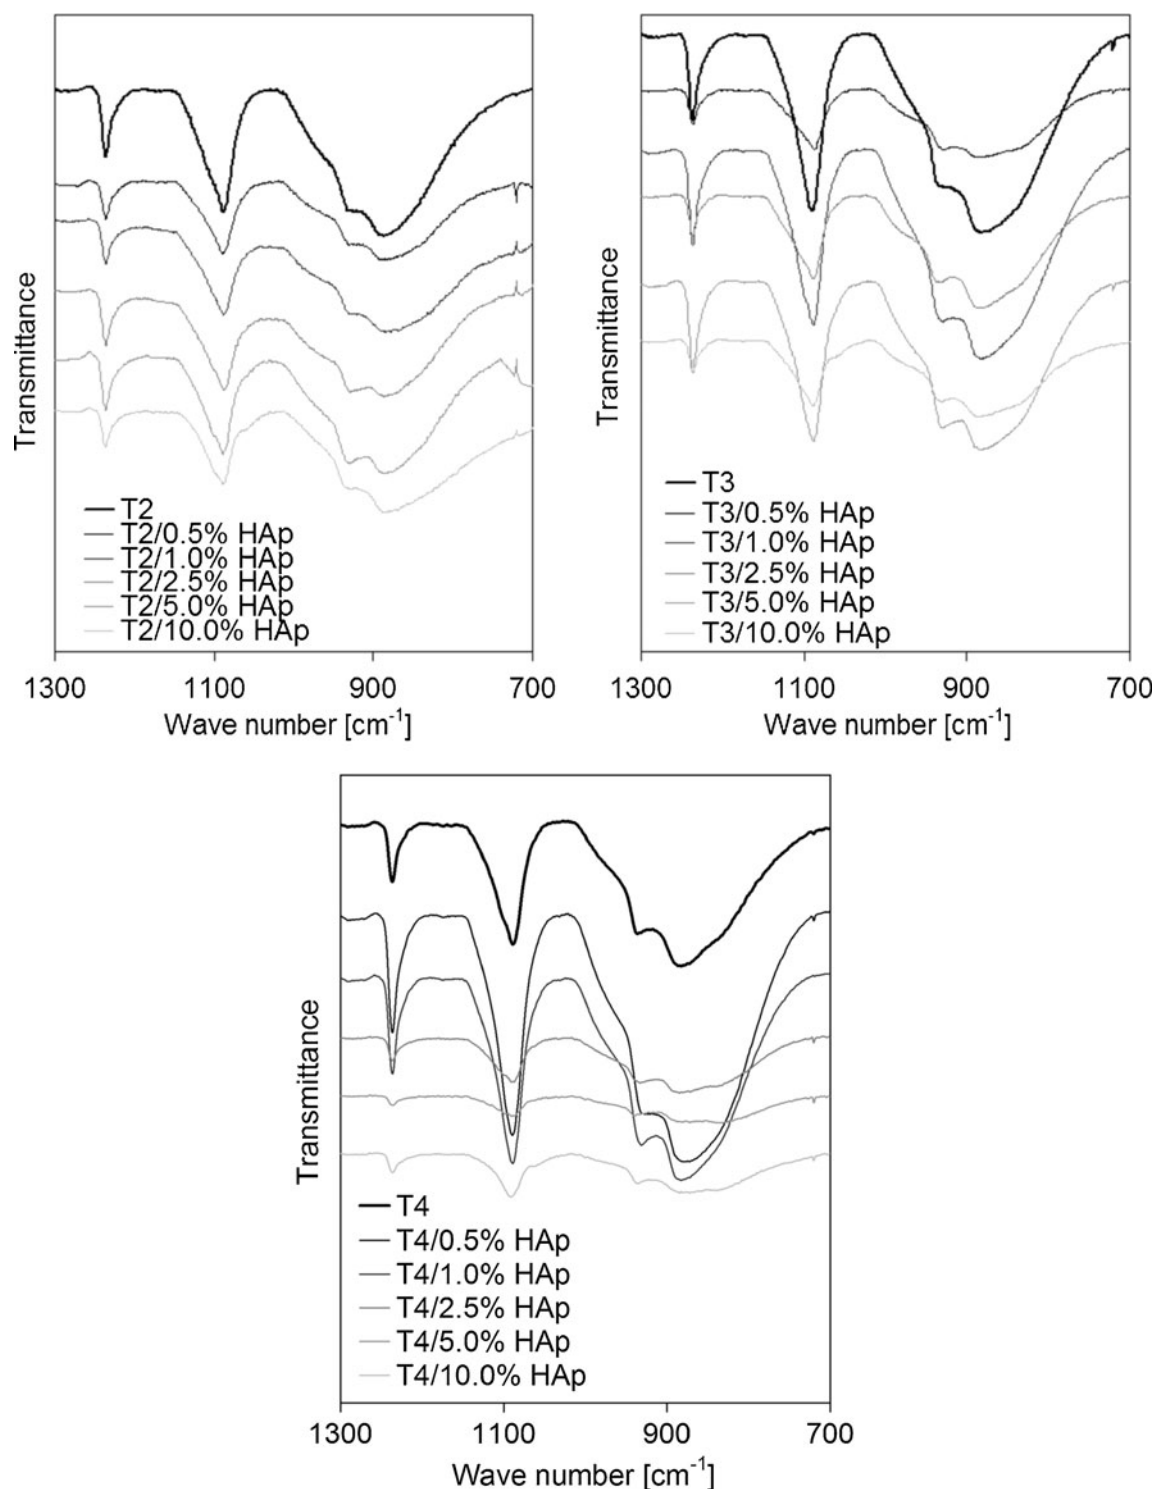 Transmittance
T2
T2/0.5% HAp
T2/1.0% HAp
T2/2.5% HAp
T2/5.0% HAp
T2/10.0% HAp
1300 1100 900 700
Wave number [cm⁻¹]
Transmittance
T3
T3/0.5% HAp
T3/1.0% HAp
T3/2.5% HAp
T3/5.0% HAp
T3/10.0% HAp
1300 1100 900 700
Wave number [cm⁻¹]
Transmittance
T4
T4/0.5% HAp
T4/1.0% HAp
T4/2.5% HAp
T4/5.0% HAp
T4/10.0% HAp
1300 1100 900 700
Wave number [cm⁻¹]